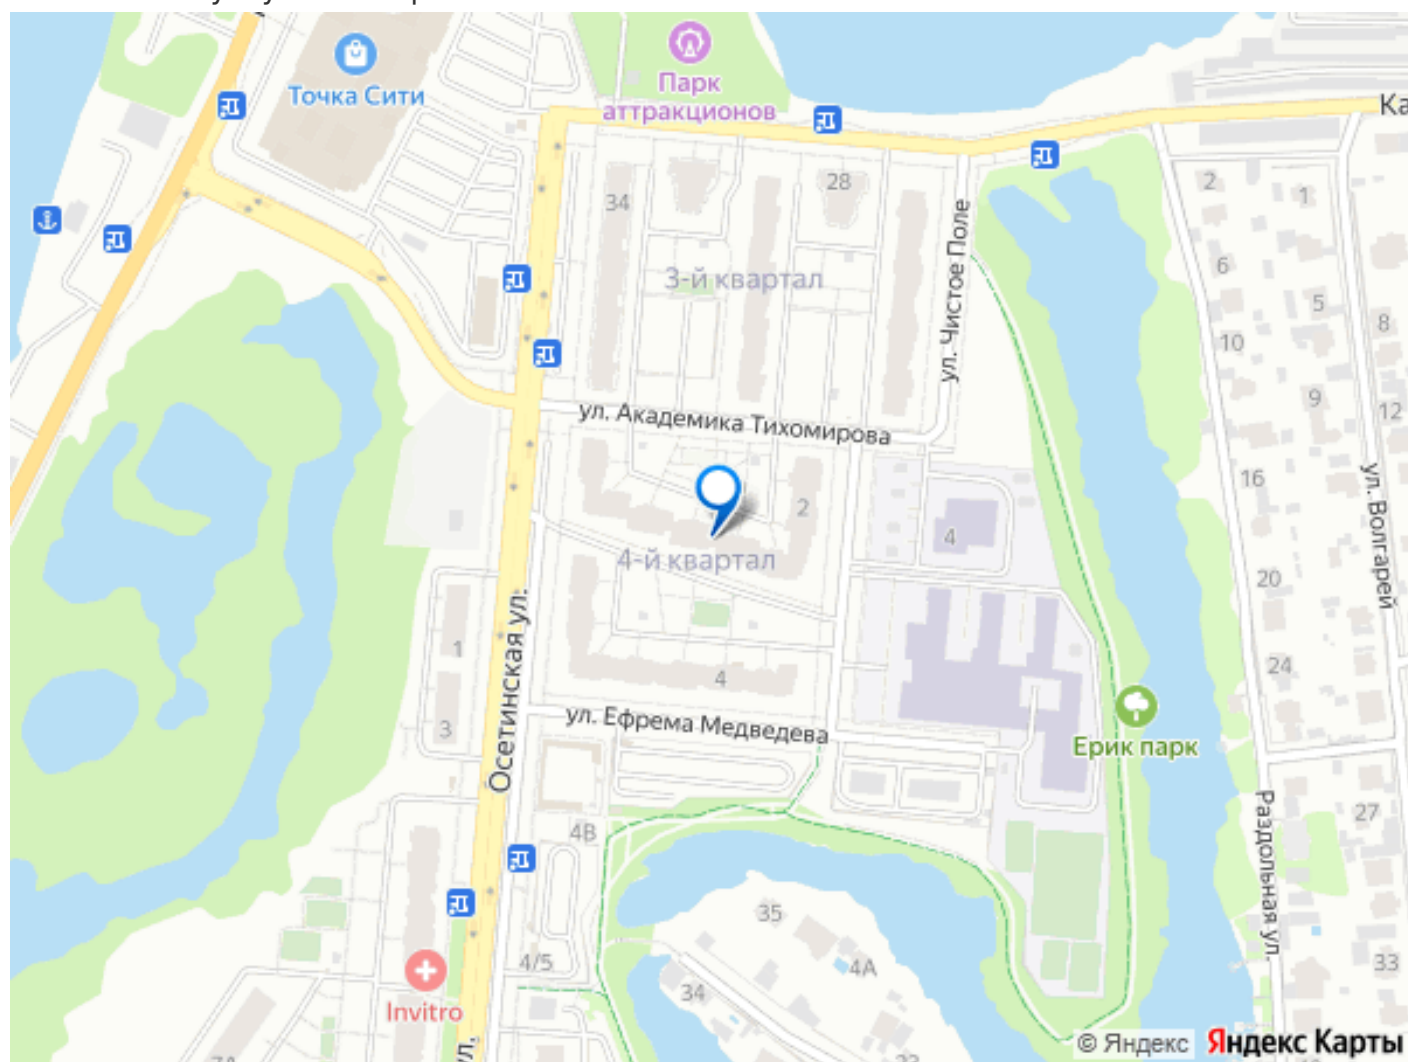 Точка Сити
Парк
аттракционов
Ка
34
28
2
1
3-й квартал
ул. Чистое Поле
6
5
8
10
9
12
ул. Академика Тихомирова
16
2
4
4-й квартал
ул. Волгарей
20
1
Осетинская ул.
24
4
3
ул. Ефрема Медведева
Ерик парк
4В
27
Раздольная ул.
35
4/5
4А
33
34
Invitro
ул.
© Яндекс Яндекс Карты